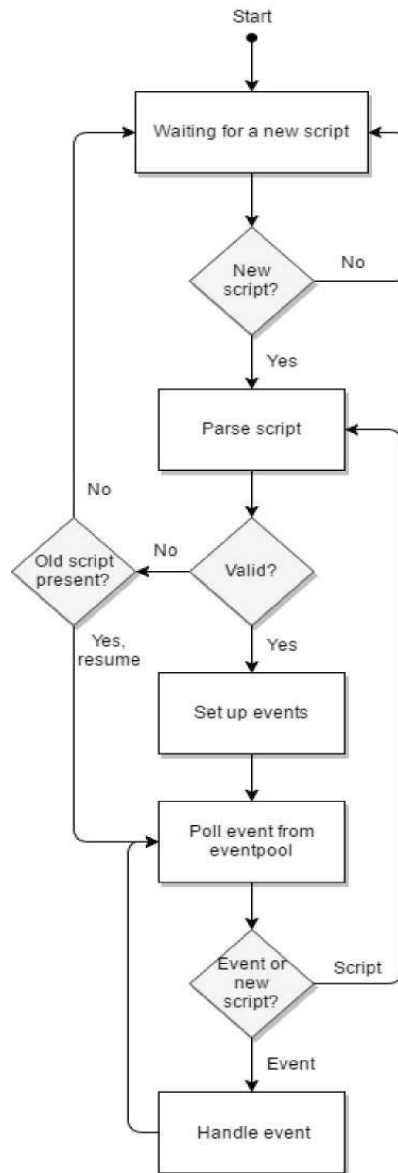 Start
Waiting for a new script
New
script?
No
Yes
Parse script
No
Old script
present?
No
Valid?
Yes,
resume
Yes
Set up events
Poll event from
eventpool
Event or
new
script?
Script
Event
Handle event